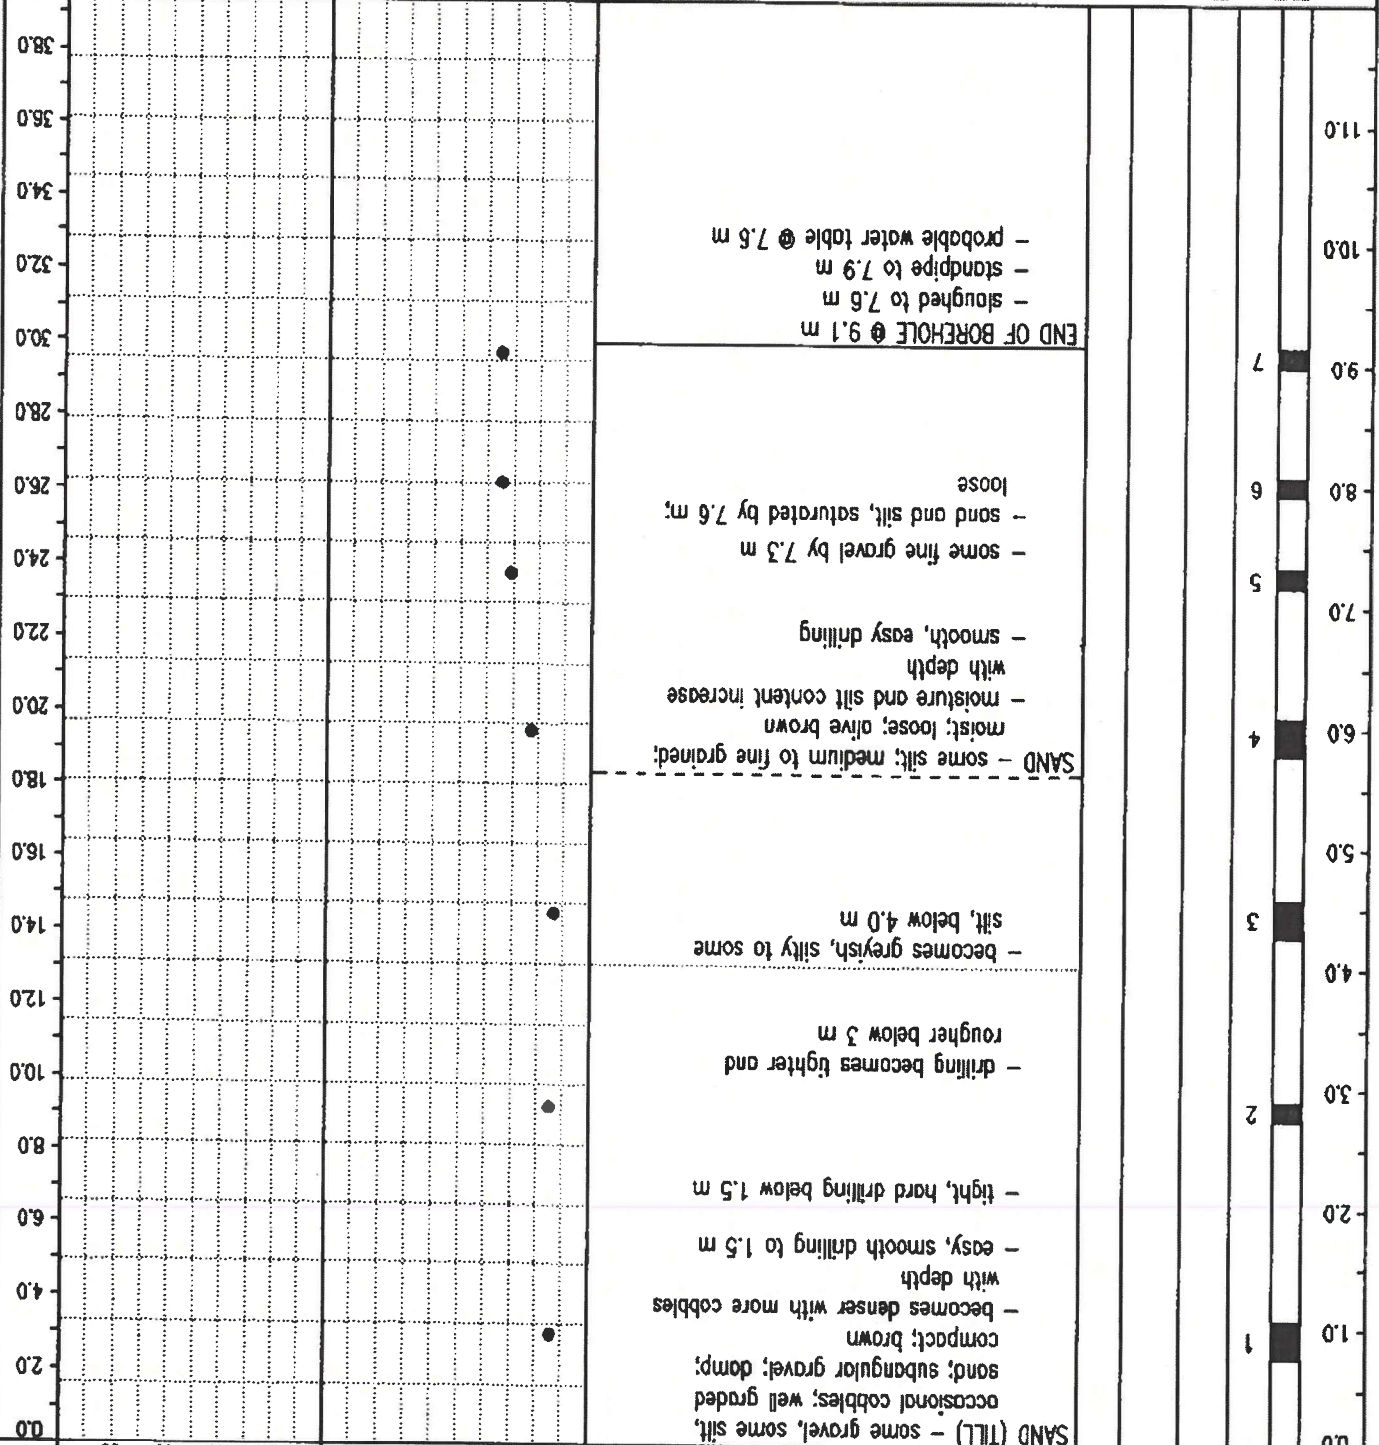 0.0
1.0
2.0
3.0
4.0
5.0
6.0
7.0
8.0
9.0
10.0
11.0
1
2
3
4
5
6
7
SAND (TILL) – some gravel, some silt,
occasional cobbles; well graded
sand; subangular gravel; damp;
compact; brown
– becomes denser with more cobbles
with depth
– easy, smooth drilling to 1.5 m
– tight, hard drilling below 1.5 m
– drilling becomes tighter and
rougher below 3 m
– becomes greyish, silty to some
silt, below 4.0 m
SAND – some silt; medium to fine grained;
moist; loose; olive brown
– moisture and silt content increase
with depth
– smooth, easy drilling
– some fine gravel by 7.3 m
– sand and silt, saturated by 7.6 m;
loose
END OF BOREHOLE @ 9.1 m
– sloughed to 7.6 m
– standpipe to 7.9 m
– probable water table @ 7.6 m
0.0
2.0
4.0
6.0
8.0
10.0
12.0
14.0
16.0
18.0
20.0
22.0
24.0
26.0
28.0
30.0
32.0
34.0
36.0
38.0